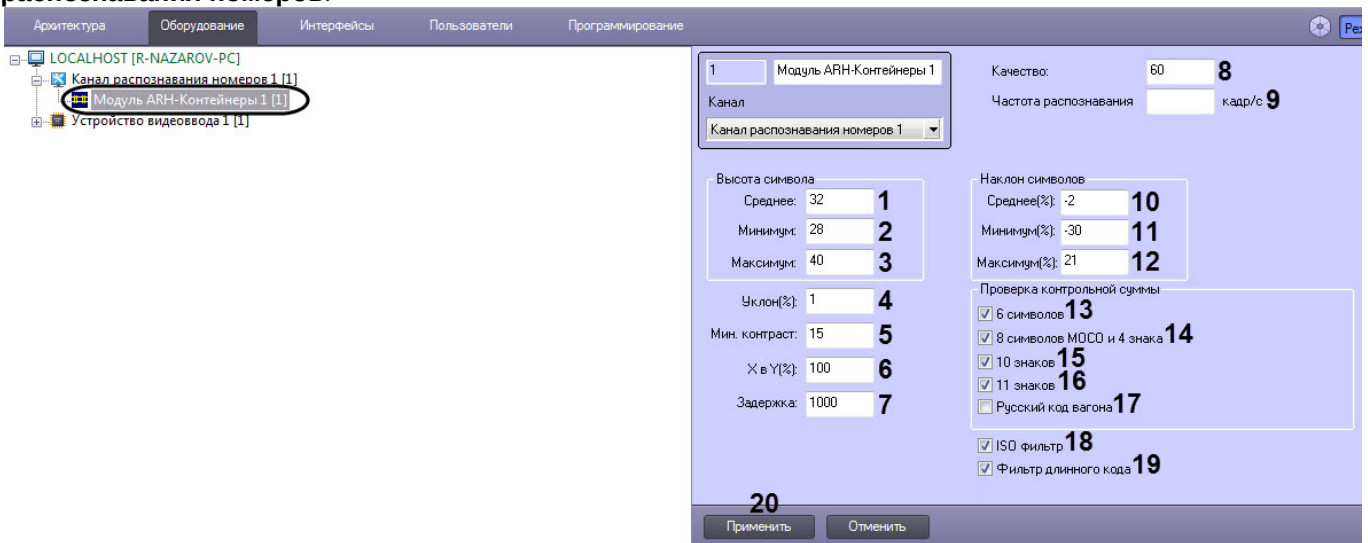 распознавания номеров.
Архитектура Оборудование Интерфейсы Пользователи Программирование
LOCALHOST [R-NAZAROV-PC]
Канал распознавания номеров 1 [1]
Модуль ARH-Контейнеры 1 [1]
Устройство видеоввода 1 [1]
1 Модуль ARH-Контейнеры 1
Канал
Канал распознавания номеров 1
Качество: 60 8
Частота распознавания кадр/с 9
Высота символа
Среднее: 32 1
Минимум: 28 2
Максимум: 40 3
Уклон(%): 1 4
Мин. контраст: 15 5
X в Y(%): 100 6
Задержка: 1000 7
Наклон символов
Среднее(%): -2 10
Минимум(%): -30 11
Максимум(%): 21 12
Проверка контрольной суммы
6 символов 13
8 символов МОСО и 4 знака 14
10 знаков 15
11 знаков 16
Русский код вагона 17
ISO фильтр 18
Фильтр длинного кода 19
20
Применить Отменить